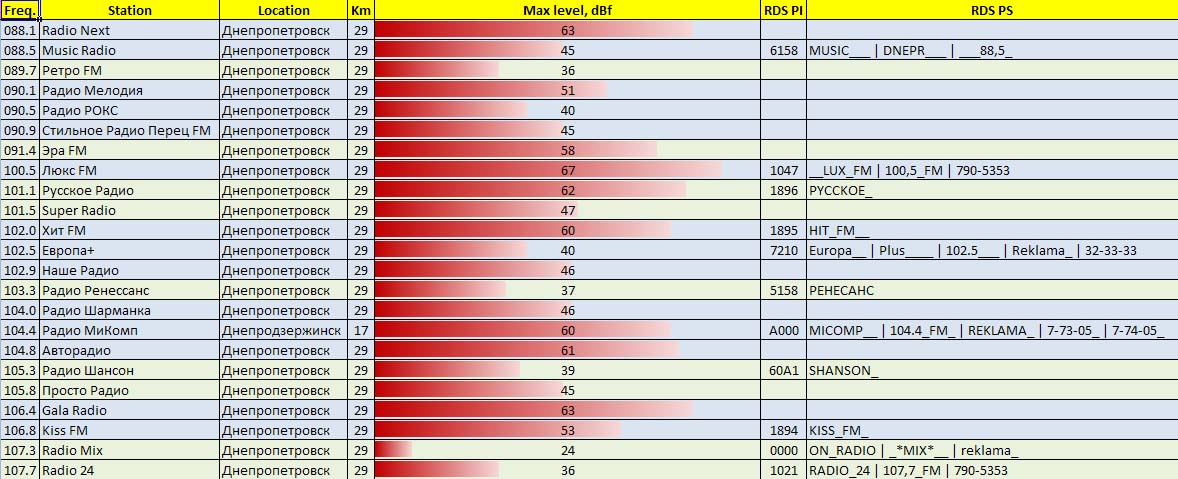 Freq. Station Location Km Max level, dBf RDS PI RDS PS
088.1 Radio Next Днепропетровск 29 63
088.5 Music Radio Днепропетровск 29 45 6158 MUSIC___ | DNEPR___ | ___88,5_
089.7 Ретро FM Днепропетровск 29 36
090.1 Радио Мелодия Днепропетровск 29 51
090.5 Радио РОКС Днепропетровск 29 40
090.9 Стильное Радио Перец FM Днепропетровск 29 45
091.4 Эра FM Днепропетровск 29 58
100.5 Люкс FM Днепропетровск 29 67 1047 __LUX_FM | 100,5_FM | 790-5353
101.1 Русское Радио Днепропетровск 29 62 1896 РУССКОЕ_
101.5 Super Radio Днепропетровск 29 47
102.0 Хит FM Днепропетровск 29 60 1895 HIT_FM__
102.5 Европа+ Днепропетровск 29 40 7210 Europa__ | Plus____ | 102.5___ | Reklama_ | 32-33-33
102.9 Наше Радио Днепропетровск 29 46
103.3 Радио Ренессанс Днепропетровск 29 37 5158 РЕНЕСАНС
104.0 Радио Шарманка Днепропетровск 29 46
104.4 Радио МиКомп Днепродзержинск 17 60 A000 MICOMP__ | 104.4_FM_ | REKLAMA_ | 7-73-05_ | 7-74-05_
104.8 Авторадио Днепропетровск 29 61
105.3 Радио Шансон Днепропетровск 29 39 60A1 SHANSON_
105.8 Просто Радио Днепропетровск 29 45
106.4 Gala Radio Днепропетровск 29 63
106.8 Kiss FM Днепропетровск 29 53 1894 KISS_FM_
107.3 Radio Mix Днепропетровск 29 24 0000 ON_RADIO | _*MIX*__ | reklama_
107.7 Radio 24 Днепропетровск 29 36 1021 RADIO_24 | 107,7_FM | 790-5353